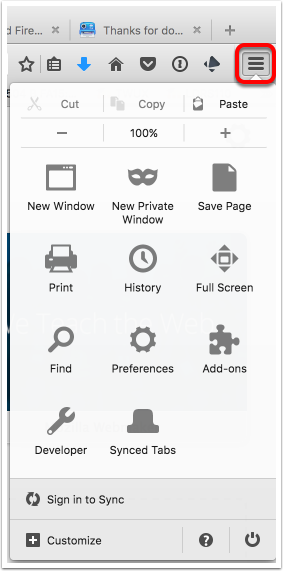 d Fire... × Thanks for do... × +
Cut Copy Paste
− 100% +
New Window New Private Window Save Page
Print History Full Screen
Find Preferences Add-ons
Developer Synced Tabs
Sign in to Sync
Customize ?